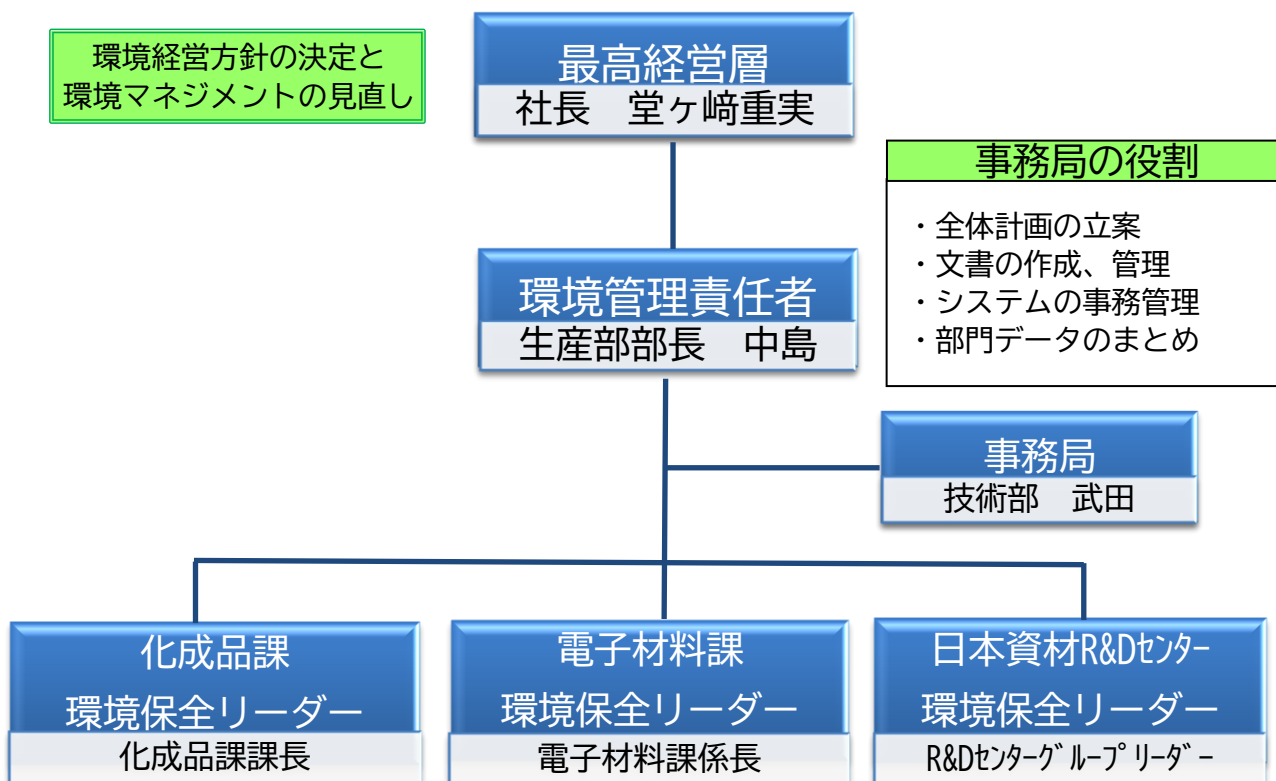 環境経営方針の決定と
環境マネジメントの見直し
最高経営層
社長　堂ヶ﨑重実
事務局の役割
・全体計画の立案
・文書の作成、管理
・システムの事務管理
・部門データのまとめ
環境管理責任者
生産部部長　中島
事務局
技術部　武田
化成品課
環境保全リーダー
化成品課課長
電子材料課
環境保全リーダー
電子材料課係長
日本資材R&Dｾﾝﾀｰ
環境保全リーダー
R&Dｾﾝﾀｰｸﾞﾙｰﾌﾟﾘｰﾀﾞｰ